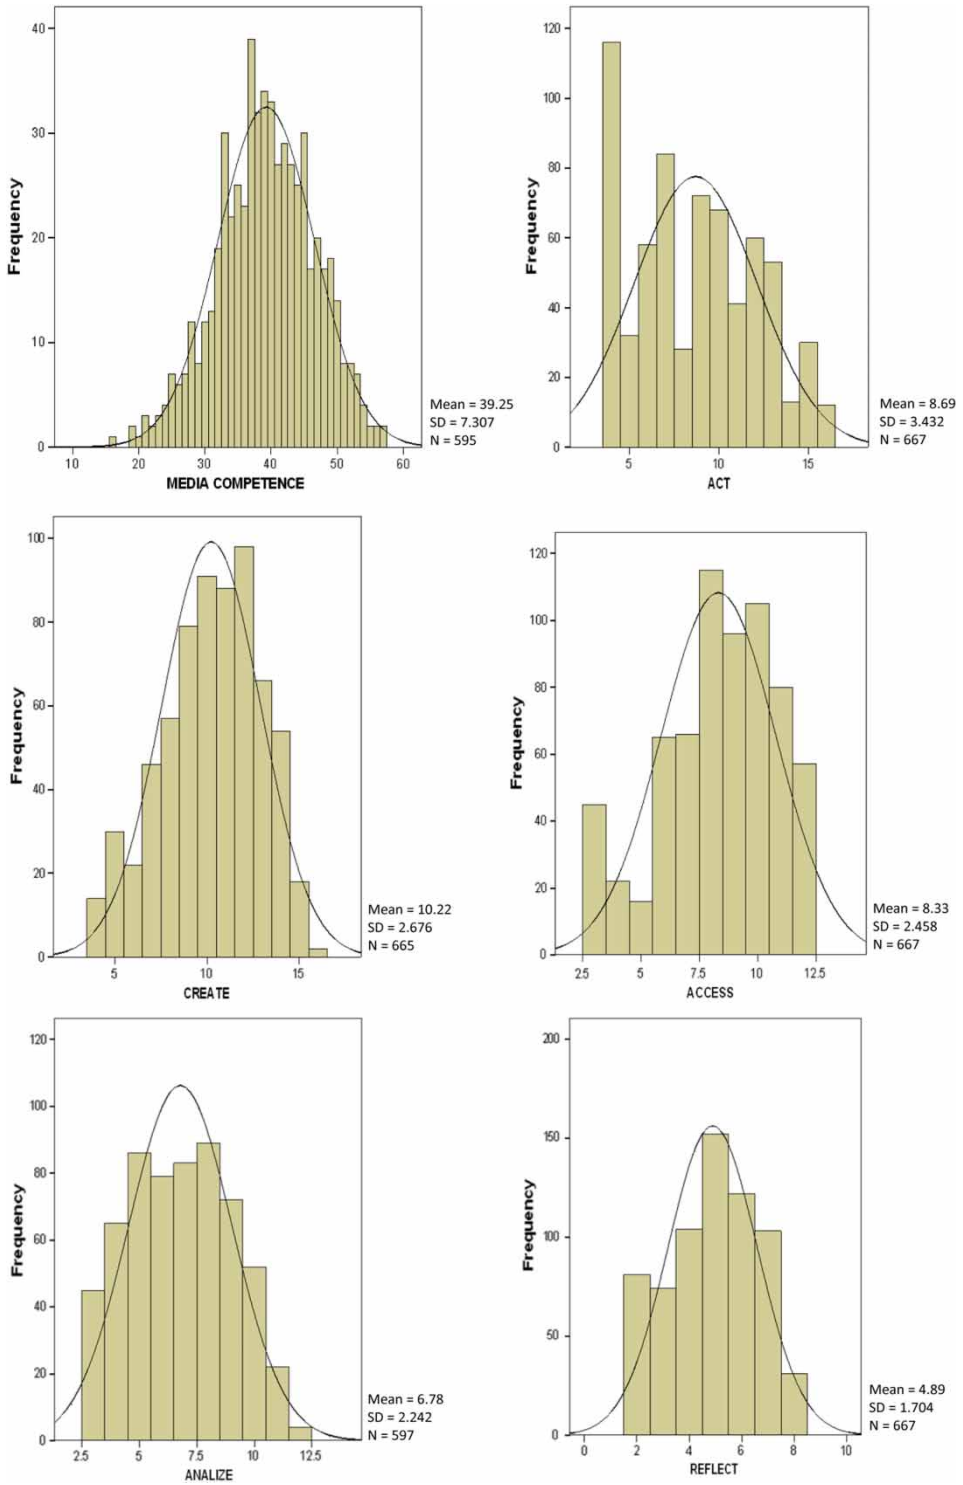 40
30
20
10
0
Frequency
10 20 30 40 50 60
MEDIA COMPETENCE
Mean = 39.25
SD = 7.307
N = 595
120
100
80
60
40
20
0
Frequency
5 10 15
ACT
Mean = 8.69
SD = 3.432
N = 667
100
80
60
40
20
0
Frequency
5 10 15
CREATE
Mean = 10.22
SD = 2.676
N = 665
120
100
80
60
40
20
0
Frequency
2.5 5 7.5 10 12.5
ACCESS
Mean = 8.33
SD = 2.458
N = 667
120
100
80
60
40
20
0
Frequency
2.5 5 7.5 10 12.5
ANALIZE
Mean = 6.78
SD = 2.242
N = 597
200
150
100
50
0
Frequency
0 2 4 6 8 10
REFLECT
Mean = 4.89
SD = 1.704
N = 667